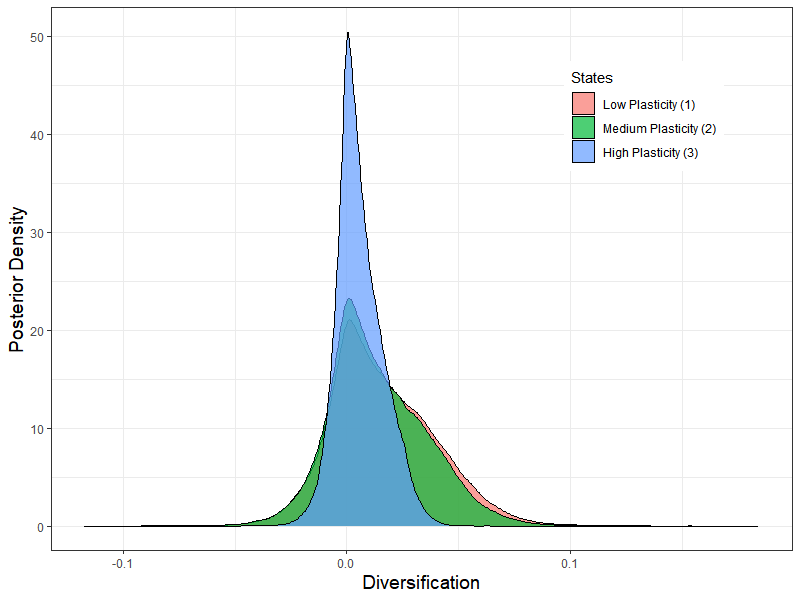 States
Low Plasticity (1)
Medium Plasticity (2)
High Plasticity (3)
Posterior Density
50
40
30
20
10
0
-0.1
0.0
0.1
Diversification